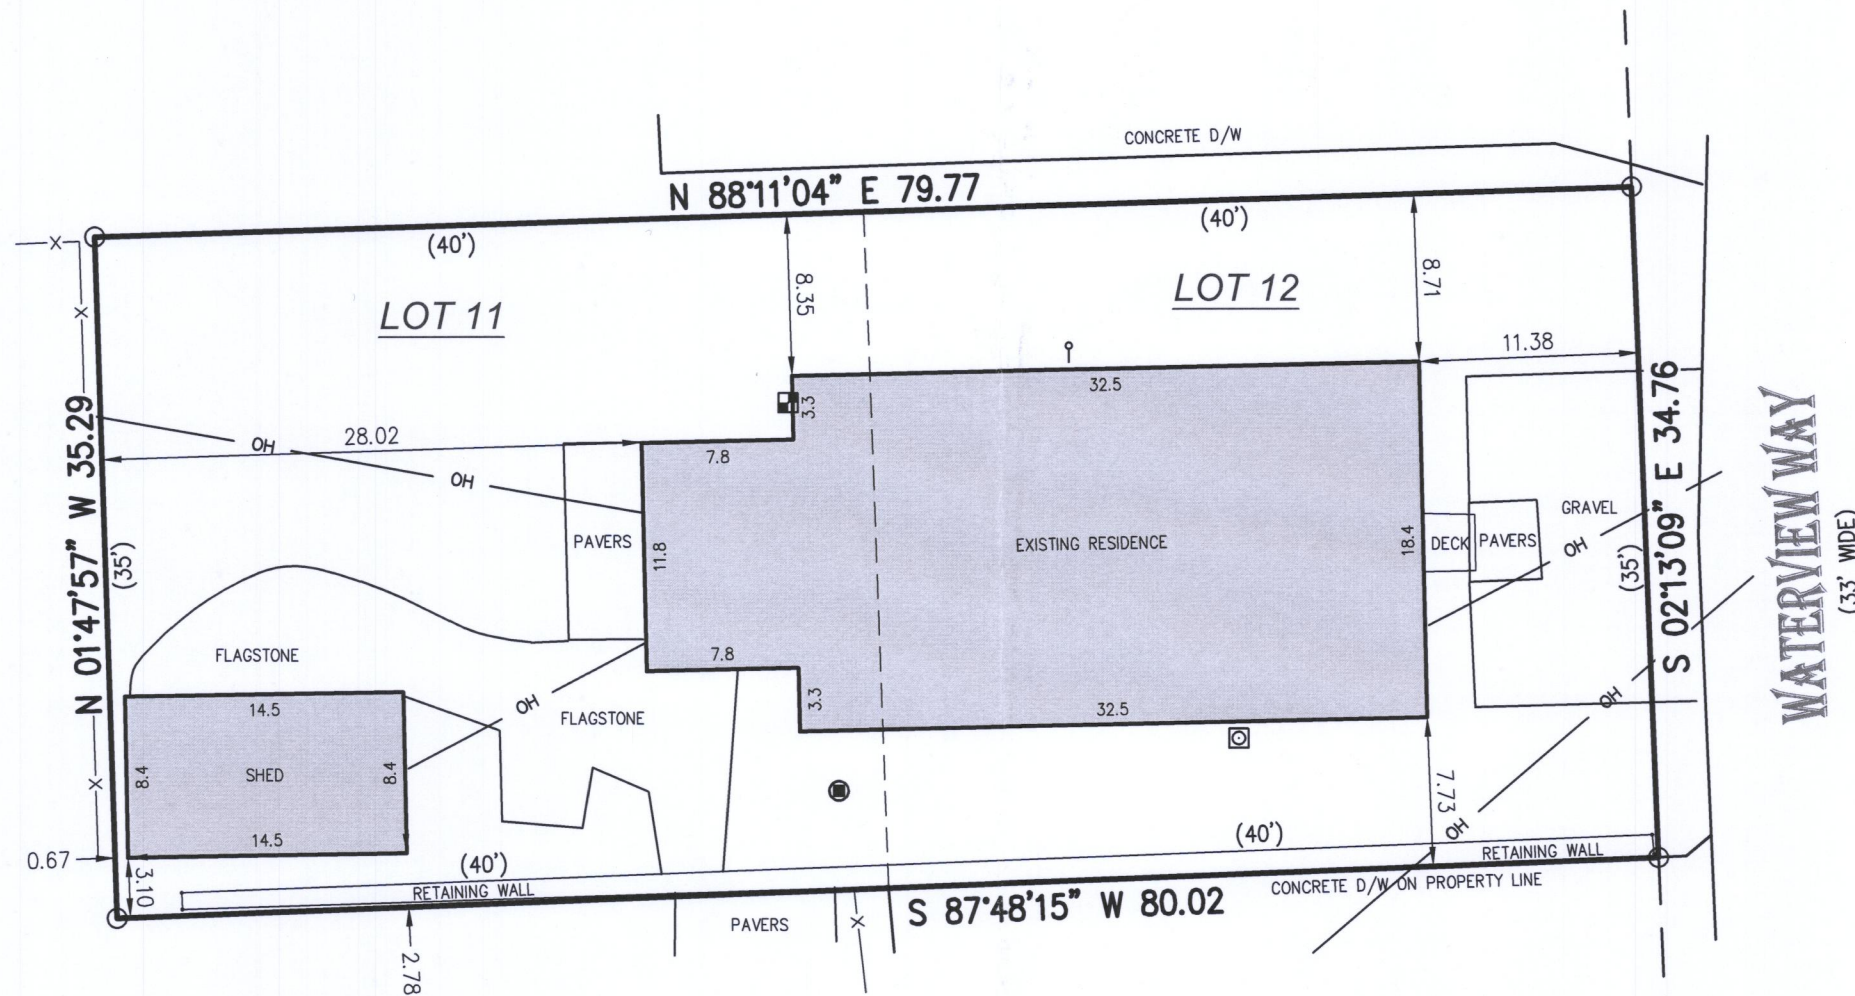 CONCRETE D/W
N 88°11'04" E 79.77
(40')
(40')
LOT 11
LOT 12
8.35
8.71
11.38
32.5
3.3
28.02
OH
OH
7.8
PAVERS
11.8
EXISTING RESIDENCE
18.4
DECK
PAVERS
GRAVEL
OH
N 01°47'57" W 35.29
(35')
(35')
S 02°13'09" E 34.76
WATERVIEW WAY
(33' WIDE)
FLAGSTONE
7.8
3.3
32.5
OH
FLAGSTONE
OH
14.5
8.4
SHED
8.4
14.5
7.73
OH
0.67
3.10
(40')
(40')
RETAINING WALL
RETAINING WALL
CONCRETE D/W ON PROPERTY LINE
S 87°48'15" W 80.02
PAVERS
2.78
X
X
X
X